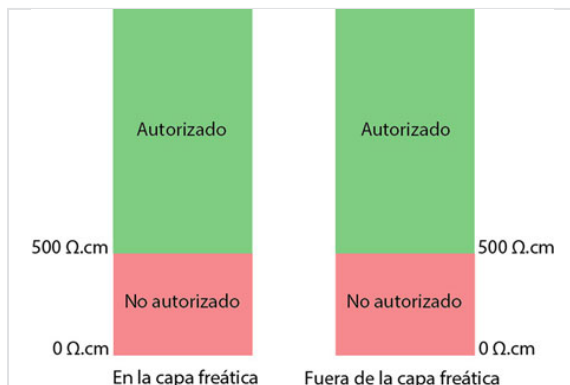 Autorizado
Autorizado
500 Ω.cm
500 Ω.cm
No autorizado
No autorizado
0 Ω.cm
0 Ω.cm
En la capa freática
Fuera de la capa freática